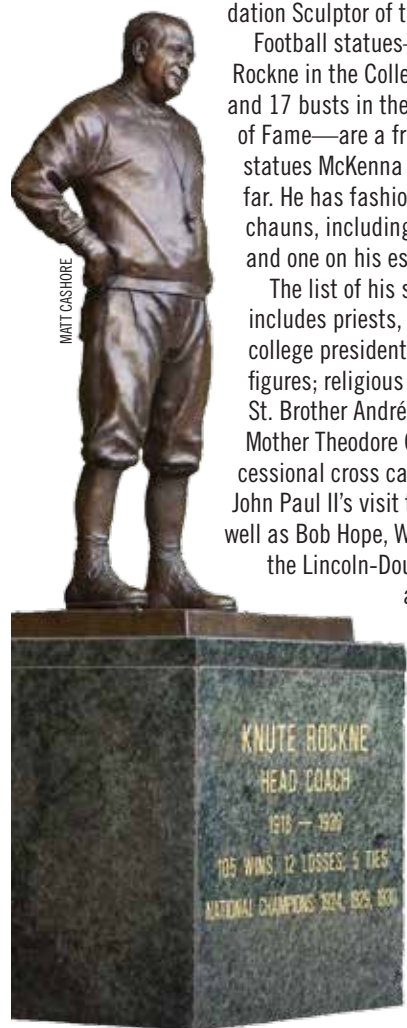 dation Sculptor of t
Football statues—
Rockne in the Colle
and 17 busts in the
of Fame—are a fr
statues McKenna
far. He has fashio
chauns, including
and one on his es
The list of his s
includes priests,
college president
figures; religious
St. Brother André
Mother Theodore
cessional cross ca
John Paul II's visit t
well as Bob Hope, W
the Lincoln-Dou
a
MATT CASHORE
KNUTE ROCKNE
HEAD COACH
1918 — 1930
105 WINS, 12 LOSSES, 5 TIES
NATIONAL CHAMPIONS 1924, 1929, 1930